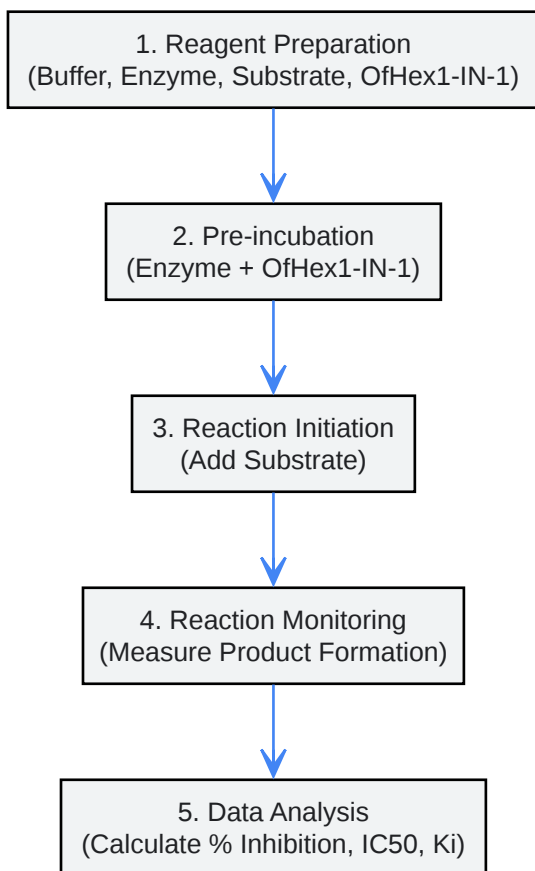 1. Reagent Preparation
(Buffer, Enzyme, Substrate, OfHex1-IN-1)
2. Pre-incubation
(Enzyme + OfHex1-IN-1)
3. Reaction Initiation
(Add Substrate)
4. Reaction Monitoring
(Measure Product Formation)
5. Data Analysis
(Calculate % Inhibition, IC50, Ki)